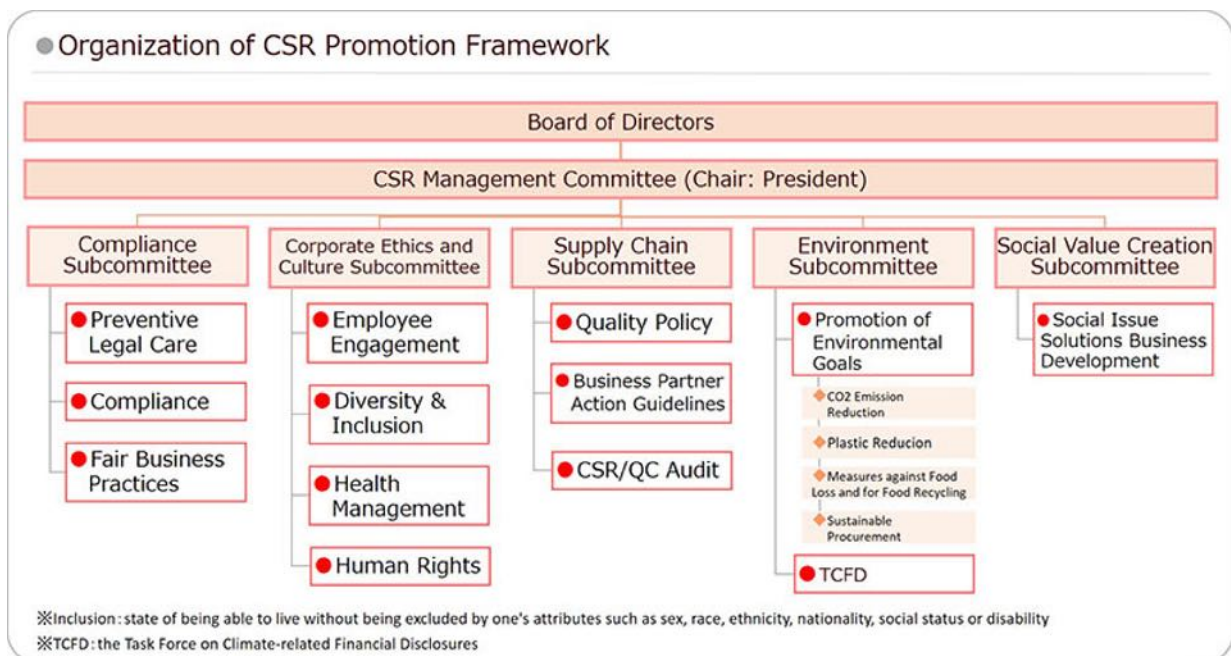 Organization of CSR Promotion Framework
Board of Directors
CSR Management Committee (Chair: President)
Compliance
Subcommittee
Preventive
Legal Care
Compliance
Fair Business
Practices
Corporate Ethics and
Culture Subcommittee
Employee
Engagement
Diversity &
Inclusion
Health
Management
Human Rights
Supply Chain
Subcommittee
Quality Policy
Business Partner
Action Guidelines
CSR/QC Audit
Environment
Subcommittee
Promotion of
Environmental
Goals
CO2 Emission
Reduction
Plastic Reducion
Measures against Food
Loss and for Food Recycling
Sustainable
Procurement
TCFD
Social Value Creation
Subcommittee
Social Issue
Solutions Business
Development
※Inclusion：state of being able to live without being excluded by one's attributes such as sex, race, ethnicity, nationality, social status or disability
※TCFD：the Task Force on Climate-related Financial Disclosures